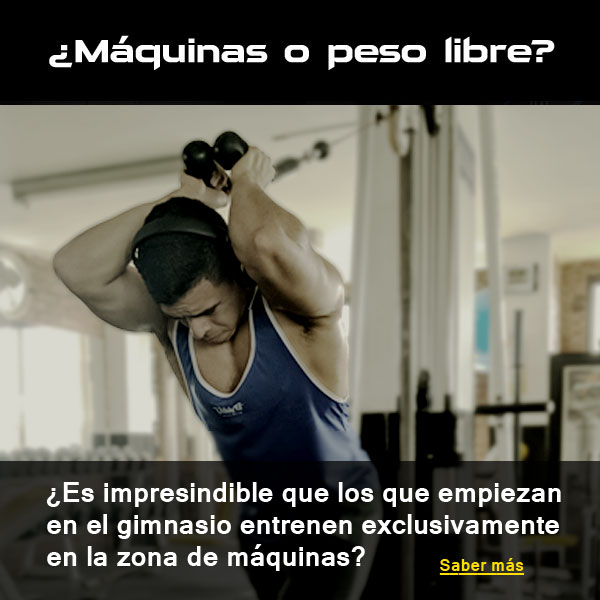 ¿Máquinas o peso libre?
¿Es impresindible que los que empiezan
en el gimnasio entrenen exclusivamente
en la zona de máquinas?
Saber más